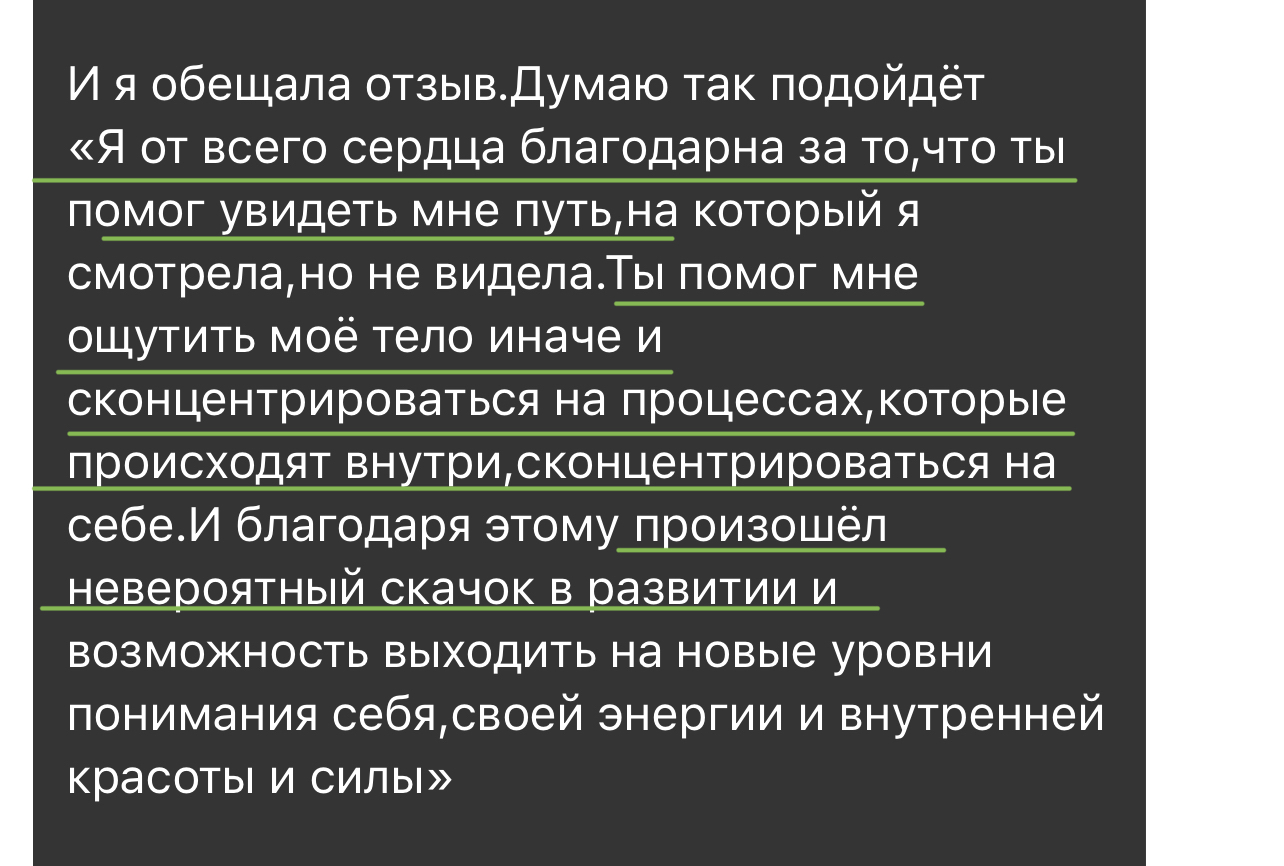 И я обещала отзыв.Думаю так подойдёт
«Я от всего сердца благодарна за то,что ты
помог увидеть мне путь,на который я
смотрела,но не видела.Ты помог мне
ощутить моё тело иначе и
сконцентрироваться на процессах,которые
происходят внутри,сконцентрироваться на
себе.И благодаря этому произошёл
невероятный скачок в развитии и
возможность выходить на новые уровни
понимания себя,своей энергии и внутренней
красоты и силы»